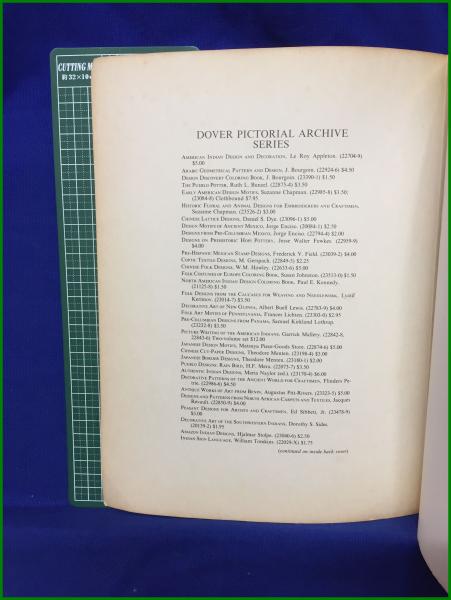 CUTTING M
約32×10
DOVER PICTORIAL ARCHIVE
SERIES
AMERICAN INDIAN DESIGN AND DECORATION, Le Roy Appleton. (22704-9)
$5.00
ARABIC GEOMETRICAL PATTERN AND DESIGN, J. Bourgoin. (22924-6) $4.50
DESIGN DISCOVERY COLORING BOOK, J. Bourgoin. (23390-1) $1.50
THE PUEBLO POTTER, Ruth L. Bunzel. (22875-4) $3.50
EARLY AMERICAN DESIGN MOTIFS, Suzanne Chapman. (22985-8) $3.50;
(23084-8) Clothbound $7.95
HISTORIC FLORAL AND ANIMAL DESIGNS FOR EMBROIDERERS AND CRAFTSMEN,
Suzanne Chapman. (23526-2) $3.00
CHINESE LATTICE DESIGNS, Daniel S. Dye. (23096-1) $5.00
DESIGN MOTIFS OF ANCIENT MEXICO, Jorge Enciso. (20084-1) $2.50
DESIGNS FROM PRE-COLUMBIAN MEXICO, Jorge Enciso. (22794-4) $2.00
DESIGNS ON PREHISTORIC HOPI POTTERY, Jesse Walter Fewkes. (22959-9)
$4.00
PRE-HISPANIC MEXICAN STAMP DESIGNS, Frederick V. Field. (23039-2) $4.00
COPTIC TEXTILE DESIGNS, M. Gerspach. (22849-5) $2.25
CHINESE FOLK DESIGNS, W.M. Hawley. (22633-6) $5.00
FOLK COSTUMES OF EUROPE COLORING BOOK, Susan Johnston. (23513-0) $1.50
NORTH AMERICAN INDIAN DESIGN COLORING BOOK, Paul E. Kennedy.
(21125-8) $1.50
FOLK DESIGNS FROM THE CAUCASUS FOR WEAVING AND NEEDLEWORK, Lyatif
Kerimov. (23014-7) $3.50
DECORATIVE ART OF NEW GUINEA, Albert Buell Lewis. (22783-9) $4.00
FOLK ART MOTIFS OF PENNSYLVANIA, Frances Lichten. (23303-0) $2.95
PRE-COLUMBIAN DESIGNS FROM PANAMA, Samuel Kirkland Lothrop.
(23232-8) $3.50
PICTURE WRITING OF THE AMERICAN INDIANS, Garrick Mallery. (22842-8,
22843-6) Two-volume set $12.00
JAPANESE DESIGN MOTIFS, Matsuya Piece-Goods Store. (22874-6) $5.00
CHINESE CUT-PAPER DESIGNS, Theodore Menten. (23198-4) $3.00
JAPANESE BORDER DESIGNS, Theodore Menten. (23180-1) $2.00
PUEBLO DESIGNS: RAIN BIRD, H.P. Mera. (22073-7) $3.50
AUTHENTIC INDIAN DESIGNS, Maria Naylor (ed.). (23170-4) $6.00
DECORATIVE PATTERNS OF THE ANCIENT WORLD FOR CRAFTSMEN, Flinders Pe-
trie. (22986-6) $4.50
ANTIQUE WORKS OF ART FROM BENIN, Augustus Pitt-Rivers. (23323-5) $5.00
DESIGNS AND PATTERNS FROM NORTH AFRICAN CARPETS AND TEXTILES, Jacques
Revault. (22850-9) $4.00
PEASANT DESIGNS FOR ARTISTS AND CRAFTSMEN, Ed Sibbett, Jr. (23478-9)
$3.00
DECORATIVE ART OF THE SOUTHWESTERN INDIANS, Dorothy S. Sides.
(20139-2) $1.95
AMAZON INDIAN DESIGNS, Hjalmar Stolpe. (23040-6) $2.50
INDIAN SIGN LANGUAGE, William Tomkins. (22029-X) $1.75
(continued on inside back cover)